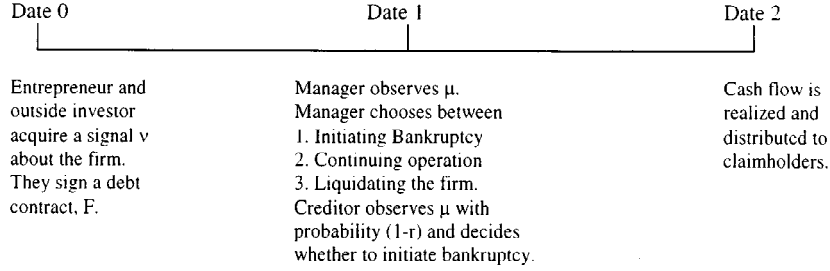 Date 0
Date 1
Date 2
Entrepreneur and
outside investor
acquire a signal ν
about the firm.
They sign a debt
contract, F.
Manager observes μ.
Manager chooses between
1. Initiating Bankruptcy
2. Continuing operation
3. Liquidating the firm.
Creditor observes μ with
probability (1-r) and decides
whether to initiate bankruptcy.
Cash flow is
realized and
distributed to
claimholders.